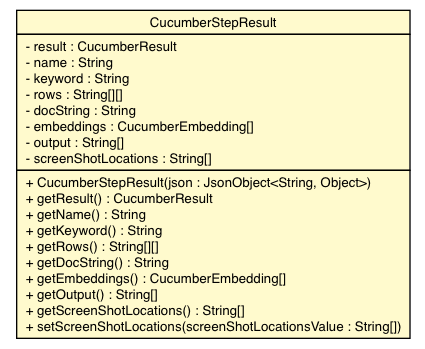 CucumberStepResult
- result : CucumberResult
- name : String
- keyword : String
- rows : String[][]
- docString : String
- embeddings : CucumberEmbedding[]
- output : String[]
- screenShotLocations : String[]
+ CucumberStepResult(json : JsonObject<String, Object>)
+ getResult() : CucumberResult
+ getName() : String
+ getKeyword() : String
+ getRows() : String[][]
+ getDocString() : String
+ getEmbeddings() : CucumberEmbedding[]
+ getOutput() : String[]
+ getScreenShotLocations() : String[]
+ setScreenShotLocations(screenShotLocationsValue : String[])